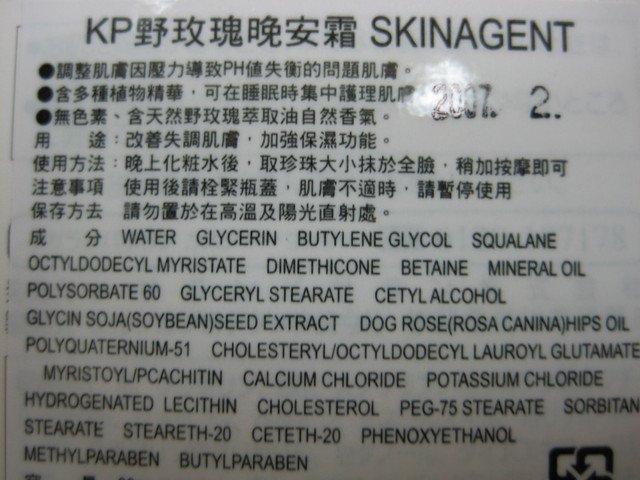 KP野玫瑰晚安霜 SKINAGENT
●調整肌膚因壓力導致PH值失衡的問題肌膚。
●含多種植物精華，可在睡眠時集中護理肌膚
2007. 2.
●無色素、含天然野玫瑰萃取油自然香氣。
用 途：改善失調肌膚，加強保濕功能。
使用方法：晚上化粧水後，取珍珠大小抹於全臉，稍加按摩即可
注意事項 使用後請栓緊瓶蓋，肌膚不適時，請暫停使用
保存方去 請勿置於在高溫及陽光直射處。
成 分 WATER GLYCERIN BUTYLENE GLYCOL SQUALANE
OCTYLDODECYL MYRISTATE DIMETHICONE BETAINE MINERAL OIL
POLYSORBATE 60 GLYCERYL STEARATE CETYL ALCOHOL
GLYCIN SOJA(SOYBEAN)SEED EXTRACT DOG ROSE(ROSA CANINA)HIPS OIL
POLYQUATERNIUM-51 CHOLESTERYL/OCTYLDODECYL LAUROYL GLUTAMATE
MYRISTOYL/PCACHITIN CALCIUM CHLORIDE POTASSIUM CHLORIDE
HYDROGENATED LECITHIN CHOLESTEROL PEG-75 STEARATE SORBITAN
STEARATE STEARETH-20 CETETH-20 PHENOXYETHANOL
METHYLPARABEN BUTYLPARABEN